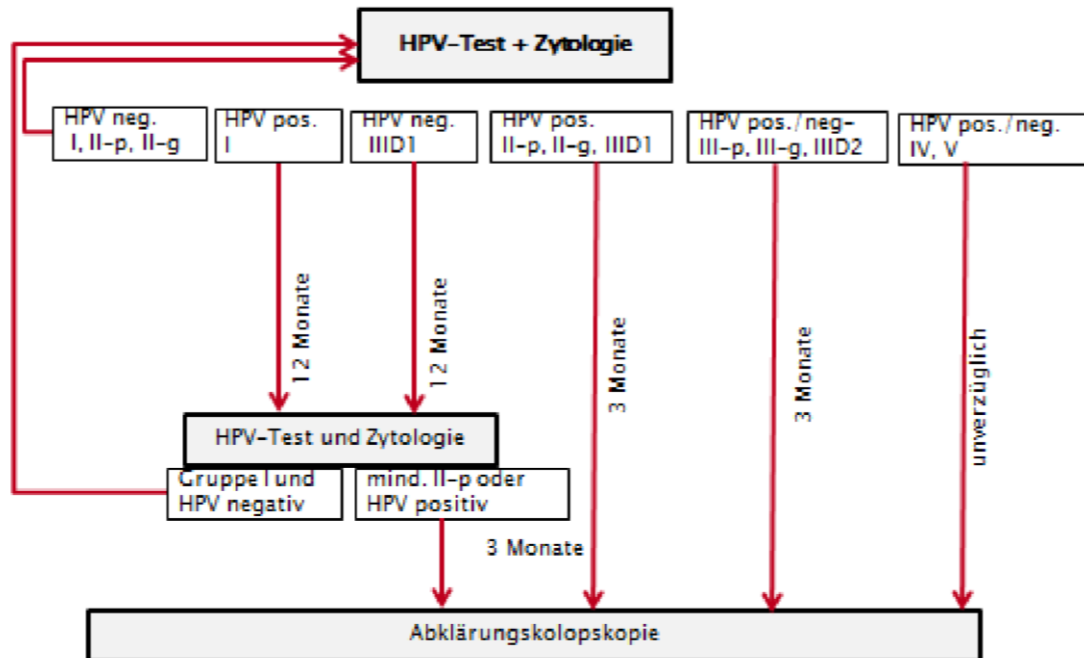 HPV-Test + Zytologie
HPV neg.
I, II-p, II-g
HPV pos.
I
HPV neg.
IIID1
HPV pos.
II-p, II-g, IIID1
HPV pos./neg-
III-p, III-g, IIID2
HPV pos./neg.
IV, V
12 Monate
12 Monate
3 Monate
3 Monate
unverzüglich
HPV-Test und Zytologie
Gruppe I und
HPV negativ
mind. II-p oder
HPV positiv
3 Monate
Abklärungskolopskopie